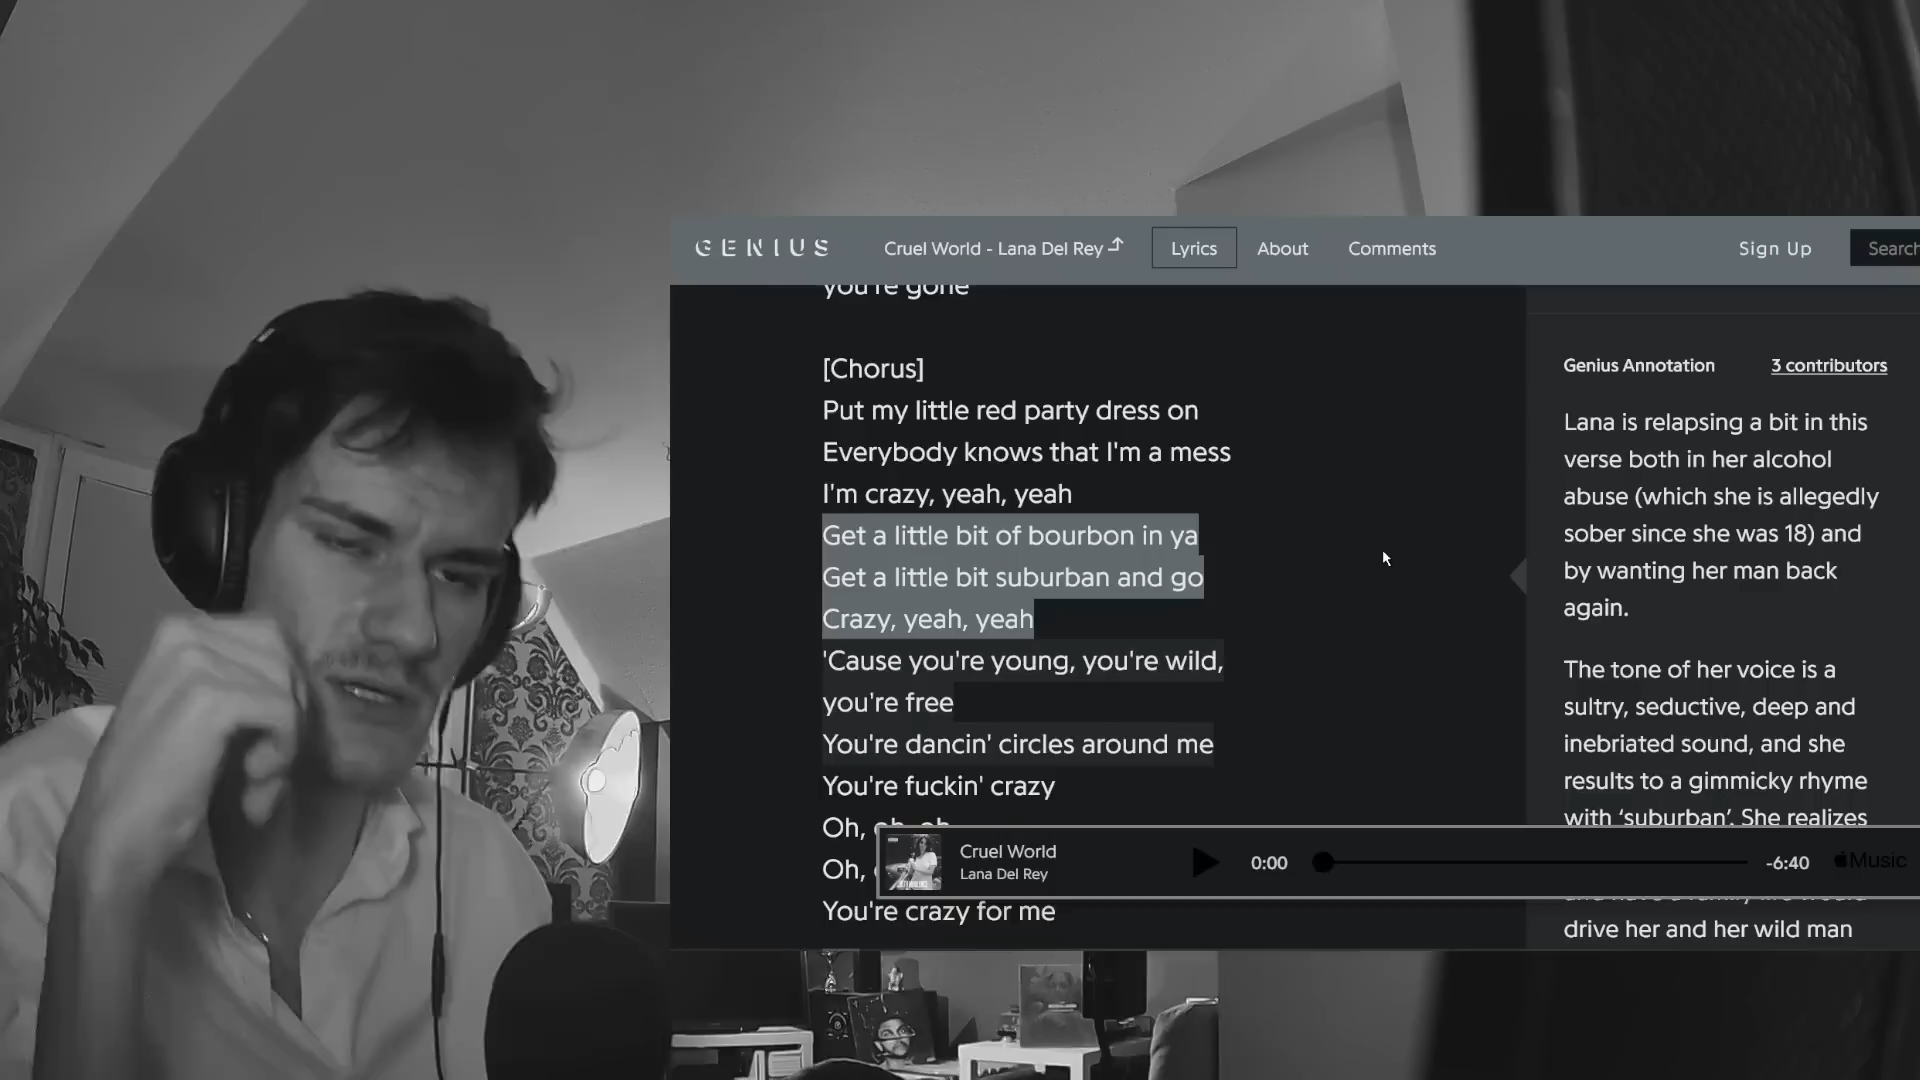 GENIUS
Cruel World - Lana Del Rey
Lyrics
About
Comments
Sign Up
Search
you're gone
[Chorus]
Put my little red party dress on
Everybody knows that I'm a mess
I'm crazy, yeah, yeah
Get a little bit of bourbon in ya
Get a little bit suburban and go
Crazy, yeah, yeah
'Cause you're young, you're wild,
you're free
You're dancin' circles around me
You're fuckin' crazy
Oh, oh, oh
Oh,
You're crazy for me
Genius Annotation
3 contributors
Lana is relapsing a bit in this
verse both in her alcohol
abuse (which she is allegedly
sober since she was 18) and
by wanting her man back
again.
The tone of her voice is a
sultry, seductive, deep and
inebriated sound, and she
results to a gimmicky rhyme
with ‘suburban’. She realizes
drive her and her wild man
Cruel World
Lana Del Rey
0:00
-6:40
Music